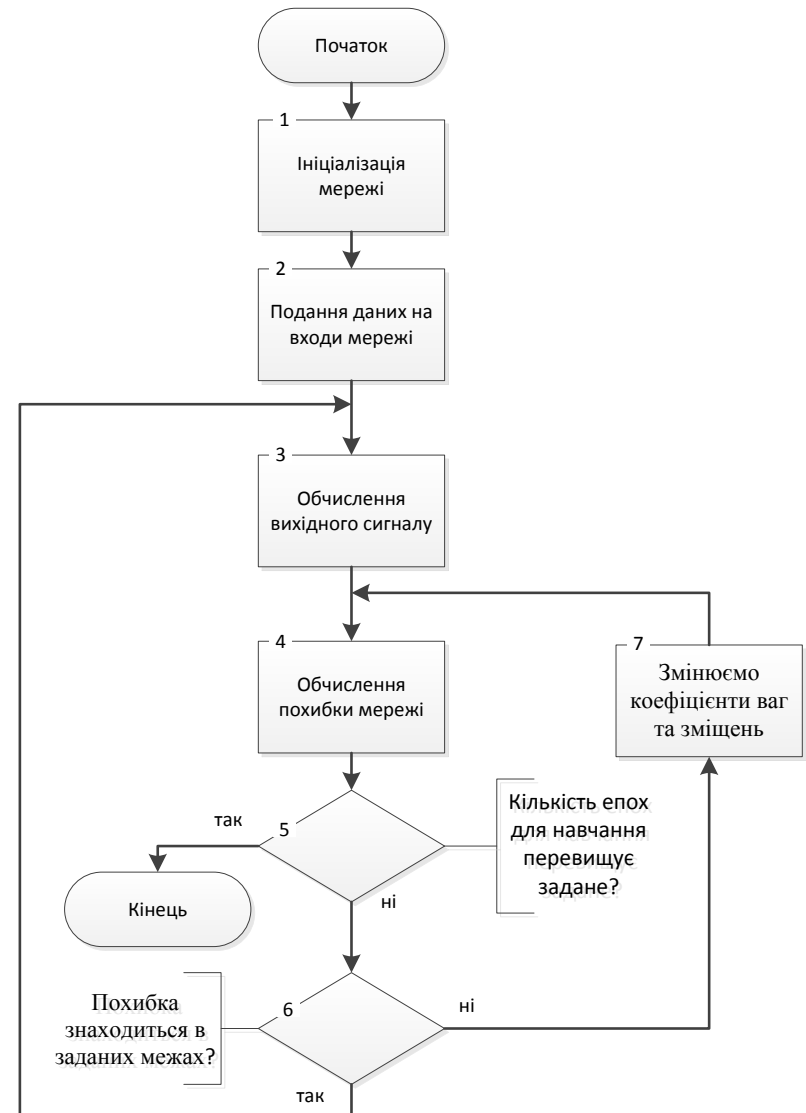 Початок
1
Ініціалізація
мережі
2
Подання даних на
входи мережі
3
Обчислення
вихідного сигналу
4
Обчислення
похибки мережі
7
Змінюємо
коефіцієнти ваг
та зміщень
так
5
Кількість епох
для навчання
перевищує
задане?
Кінець
ні
Похибка
знаходиться в
заданих межах?
6
ні
так